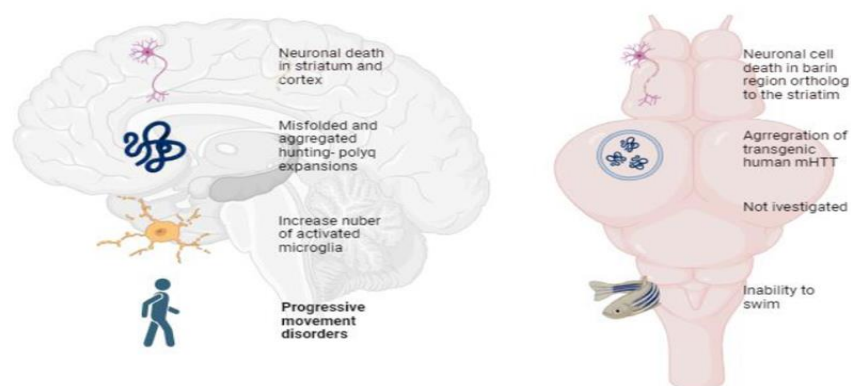 Neuronal death
in striatum and
cortex
Misfolded and
aggregated
hunting- polyq
expansions
Increase nuber
of activated
microglia
Progressive
movement
disorders
Neuronal cell
death in barin
region ortholog
to the striatim
Agrregration of
transgenic
human mHTT
Not ivestigated
Inability to
swim